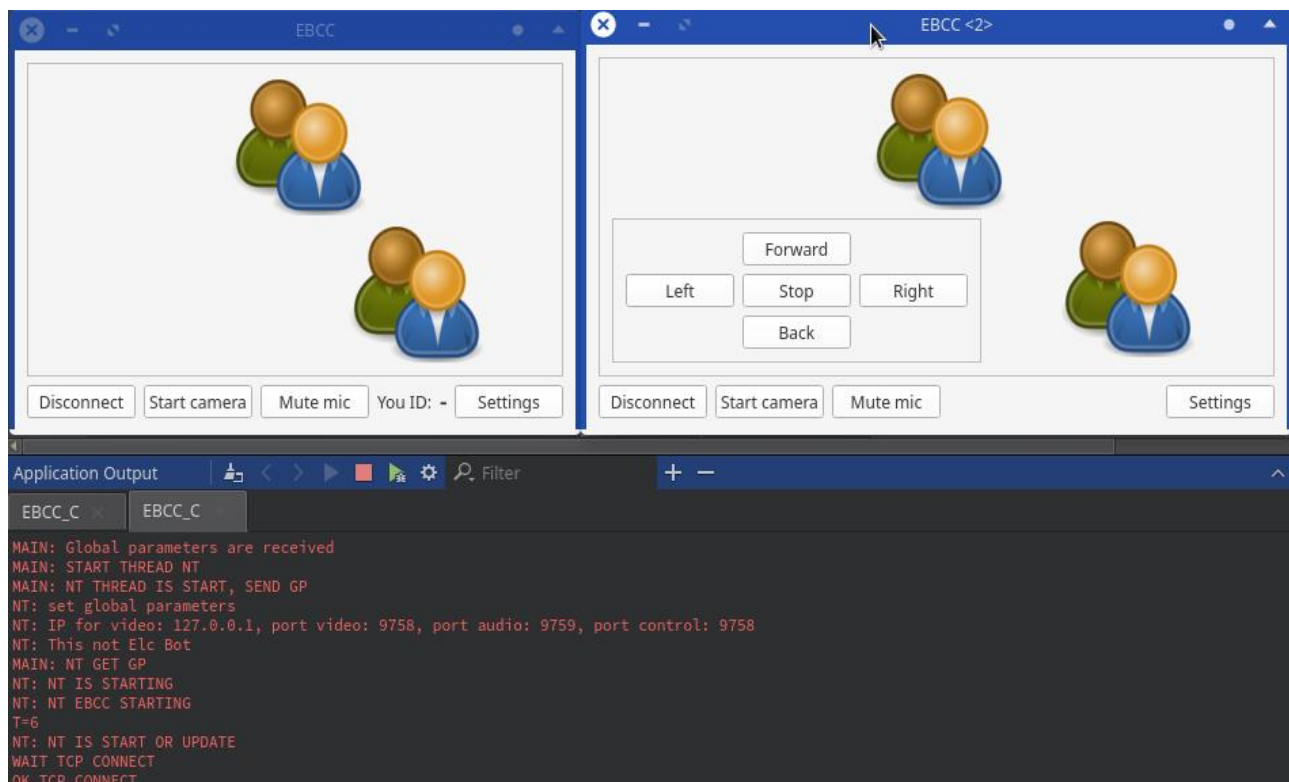 EBCC
EBCC <2>
Forward
Left Stop Right
Back
Disconnect Start camera Mute mic You ID: - Settings
Disconnect Start camera Mute mic Settings
Application Output Filter
EBCC_C EBCC_C
MAIN: Global parameters are received
MAIN: START THREAD NT
MAIN: NT THREAD IS START, SEND GP
NT: set global parameters
NT: IP for video: 127.0.0.1, port video: 9758, port audio: 9759, port control: 9758
NT: This not Elc Bot
MAIN: NT GET GP
NT: NT IS STARTING
NT: NT EBCC STARTING
T=6
NT: NT IS START OR UPDATE
WAIT TCP CONNECT
OK TCP CONNECT